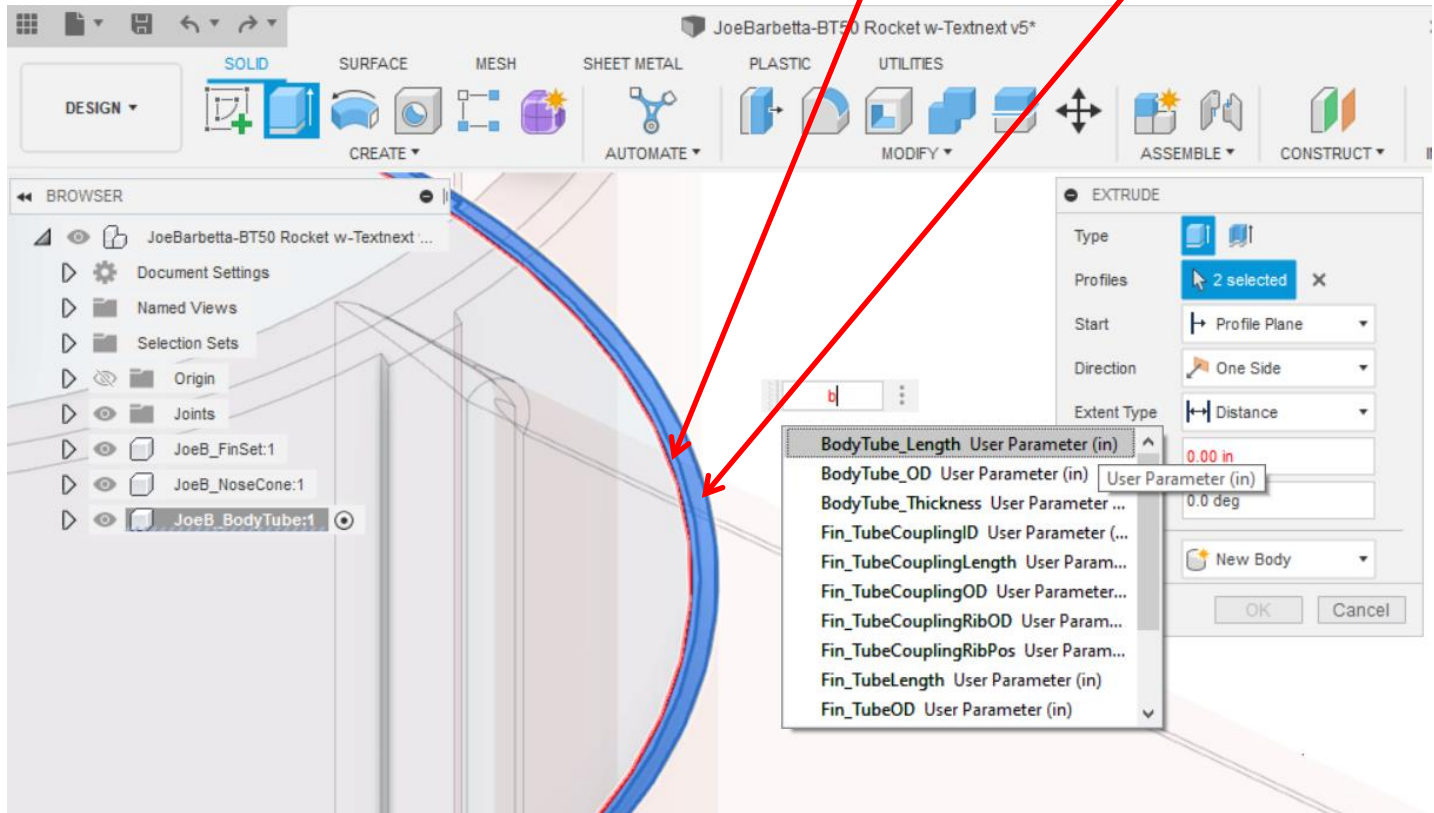 JoeBarbetta-BT50 Rocket w-Textnext v5*
SOLID SURFACE MESH SHEET METAL PLASTIC UTILITIES
DESIGN
CREATE AUTOMATE MODIFY ASSEMBLE CONSTRUCT
BROWSER
JoeBarbetta-BT50 Rocket w-Textnext ...
Document Settings
Named Views
Selection Sets
Origin
Joints
JoeB_FinSet:1
JoeB_NoseCone:1
JoeB_BodyTube:1
b
BodyTube_Length User Parameter (in)
BodyTube_OD User Parameter (in)
User Parameter (in)
BodyTube_Thickness User Parameter ...
Fin_TubeCouplingID User Parameter (...
Fin_TubeCouplingLength User Param...
Fin_TubeCouplingOD User Parameter...
Fin_TubeCouplingRibOD User Param...
Fin_TubeCouplingRibPos User Param...
Fin_TubeLength User Parameter (in)
Fin_TubeOD User Parameter (in)
EXTRUDE
Type
Profiles 2 selected
Start Profile Plane
Direction One Side
Extent Type Distance
0.00 in
0.0 deg
New Body
OK Cancel